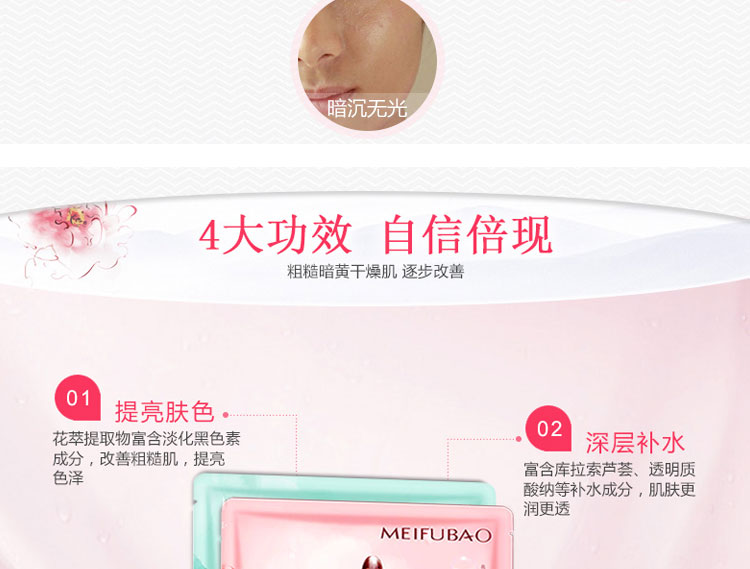 暗沉无光
4大功效 自信倍现
粗糙暗黄干燥肌 逐步改善
01
提亮肤色
花萃提取物富含淡化黑色素
成分，改善粗糙肌，提亮
色泽
02
深层补水
富含库拉索芦荟、透明质
酸纳等补水成分，肌肤更
润更透
MEIFUBAO